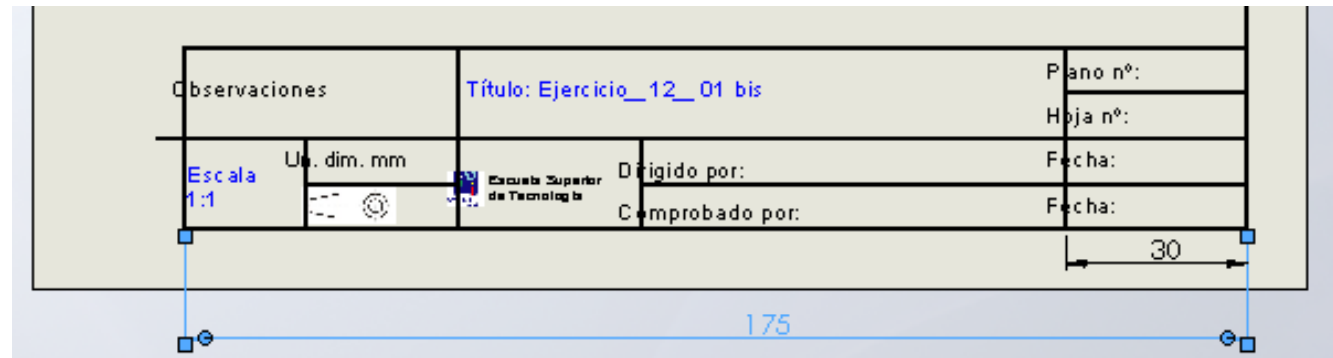 Observaciones
Título: Ejercicio__12__01 bis
Plano nº:
Hoja nº:
Escala
1:1
Un. dim. mm
Escuela Superior
de Tecnología
Dirigido por:
Comprobado por:
Fecha:
Fecha:
30
175